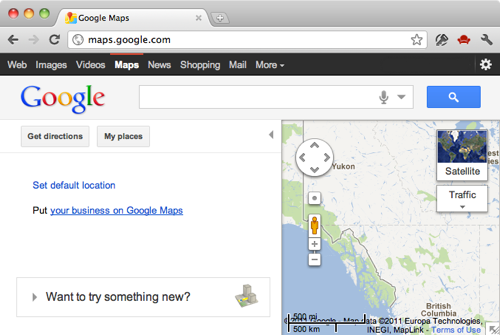 Google Maps
maps.google.com
Web Images Videos Maps News Shopping Mail More
Google
Get directions My places
Set default location
Put your business on Google Maps
Want to try something new?
Yukon
Satellite
Traffic
British
Columbia
500 mi
500 km
©2011 Google - Map data ©2011 Europa Technologies,
INEGI, MapLink - Terms of Use